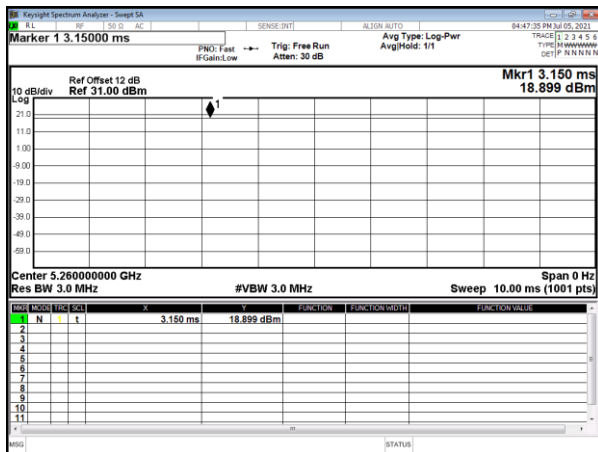 Keysight Spectrum Analyzer - Swept SA
RL RF 50 Ω AC SENSE:INT ALIGN AUTO 04:47:35 PM Jul 05, 2021
Marker 1 3.15000 ms
PNO: Fast
IFGain:Low
Trig: Free Run
Atten: 30 dB
Avg Type: Log-Pwr
Avg|Hold: 1/1
TRACE 1 2 3 4 5 6
TYPE M WWWWW
DET P NNNNN
Ref Offset 12 dB
10 dB/div Ref 31.00 dBm
Log
Mkr1 3.150 ms
18.899 dBm
1
21.0
11.0
1.00
-9.00
-19.0
-29.0
-39.0
-49.0
-59.0
Center 5.260000000 GHz Span 0 Hz
Res BW 3.0 MHz #VBW 3.0 MHz Sweep 10.00 ms (1001 pts)
MKR MODE TRC SCL X Y FUNCTION FUNCTION WIDTH FUNCTION VALUE
1 N 1 t 3.150 ms 18.899 dBm
2
3
4
5
6
7
8
9
10
11
MSG STATUS